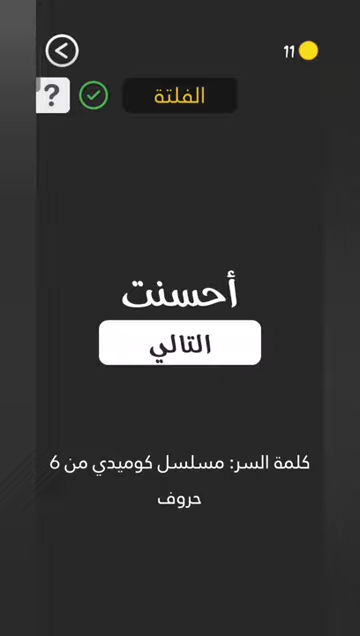 11
?
الفلتة
أحسنت
التالي
كلمة السر: مسلسل كوميدي من 6
حروف